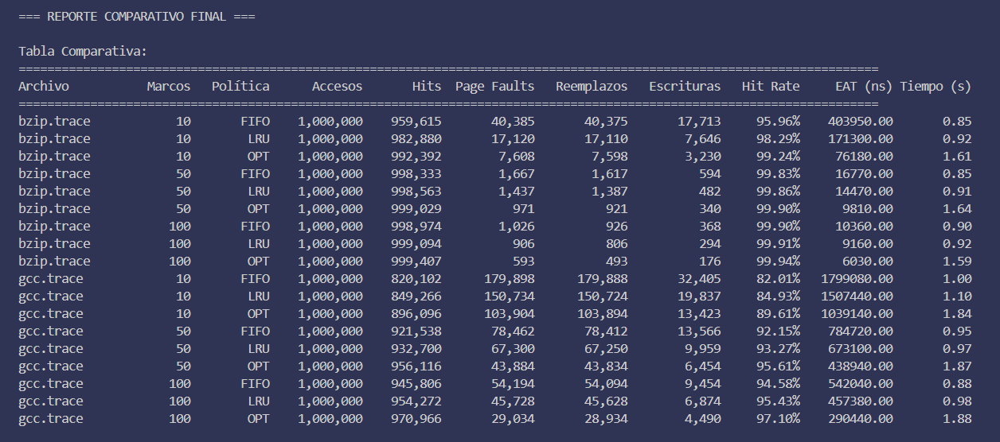 === REPORTE COMPARATIVO FINAL ===
Tabla Comparativa:
========================================================================================================================
Archivo Marcos Política Accesos Hits Page Faults Reemplazos Escrituras Hit Rate EAT (ns) Tiempo (s)
========================================================================================================================
bzip.trace 10 FIFO 1,000,000 959,615 40,385 40,375 17,713 95.96% 403950.00 0.85
bzip.trace 10 LRU 1,000,000 982,880 17,120 17,110 7,646 98.29% 171300.00 0.92
bzip.trace 10 OPT 1,000,000 992,392 7,608 7,598 3,230 99.24% 76180.00 1.61
bzip.trace 50 FIFO 1,000,000 998,333 1,667 1,617 594 99.83% 16770.00 0.85
bzip.trace 50 LRU 1,000,000 998,563 1,437 1,387 482 99.86% 14470.00 0.91
bzip.trace 50 OPT 1,000,000 999,029 971 921 340 99.90% 9810.00 1.64
bzip.trace 100 FIFO 1,000,000 998,974 1,026 926 368 99.90% 10360.00 0.90
bzip.trace 100 LRU 1,000,000 999,094 906 806 294 99.91% 9160.00 0.92
bzip.trace 100 OPT 1,000,000 999,407 593 493 176 99.94% 6030.00 1.59
gcc.trace 10 FIFO 1,000,000 820,102 179,898 179,888 32,405 82.01% 1799080.00 1.00
gcc.trace 10 LRU 1,000,000 849,266 150,734 150,724 19,837 84.93% 1507440.00 1.10
gcc.trace 10 OPT 1,000,000 896,096 103,904 103,894 13,423 89.61% 1039140.00 1.84
gcc.trace 50 FIFO 1,000,000 921,538 78,462 78,412 13,566 92.15% 784720.00 0.95
gcc.trace 50 LRU 1,000,000 932,700 67,300 67,250 9,959 93.27% 673100.00 0.97
gcc.trace 50 OPT 1,000,000 956,116 43,884 43,834 6,454 95.61% 438940.00 1.87
gcc.trace 100 FIFO 1,000,000 945,806 54,194 54,094 9,454 94.58% 542040.00 0.88
gcc.trace 100 LRU 1,000,000 954,272 45,728 45,628 6,874 95.43% 457380.00 0.98
gcc.trace 100 OPT 1,000,000 970,966 29,034 28,934 4,490 97.10% 290440.00 1.88